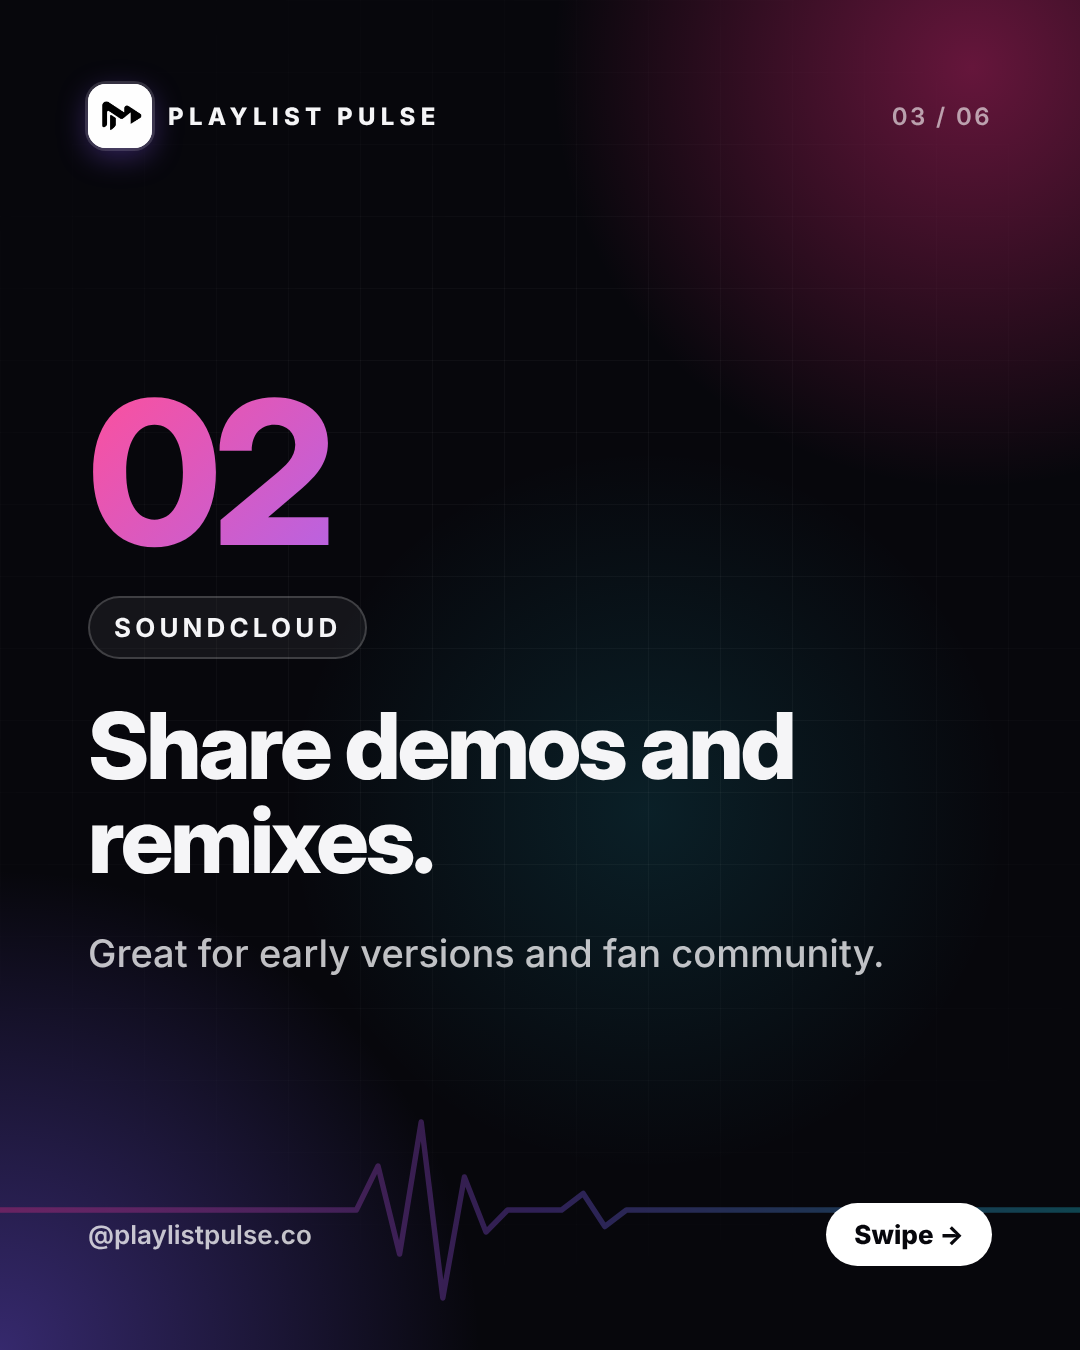 PLAYLIST PULSE
03 / 06
02
SOUNDCLOUD
Share demos and
remixes.
Great for early versions and fan community.
@playlistpulse.co
Swipe →